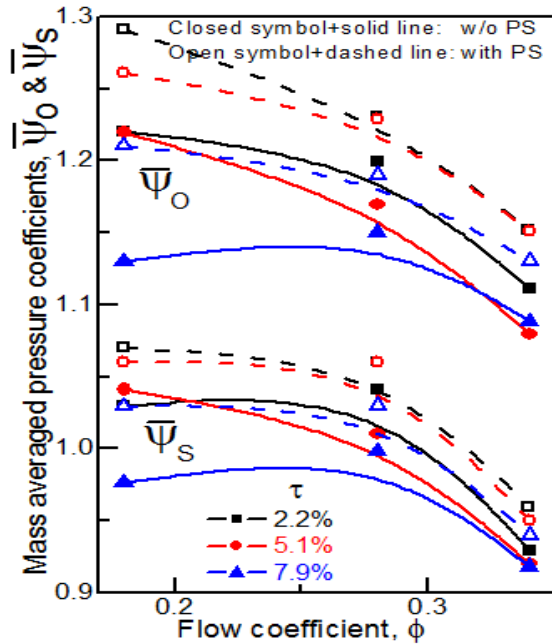 1.3
1.2
1.1
1.0
0.9
Mass averaged pressure coefficients, ψ̅O & ψ̅S
Closed symbol+solid line: w/o PS
Open symbol+dashed line: with PS
ψ̅O
ψ̅S
τ
2.2%
5.1%
7.9%
0.2
0.3
Flow coefficient, ϕ